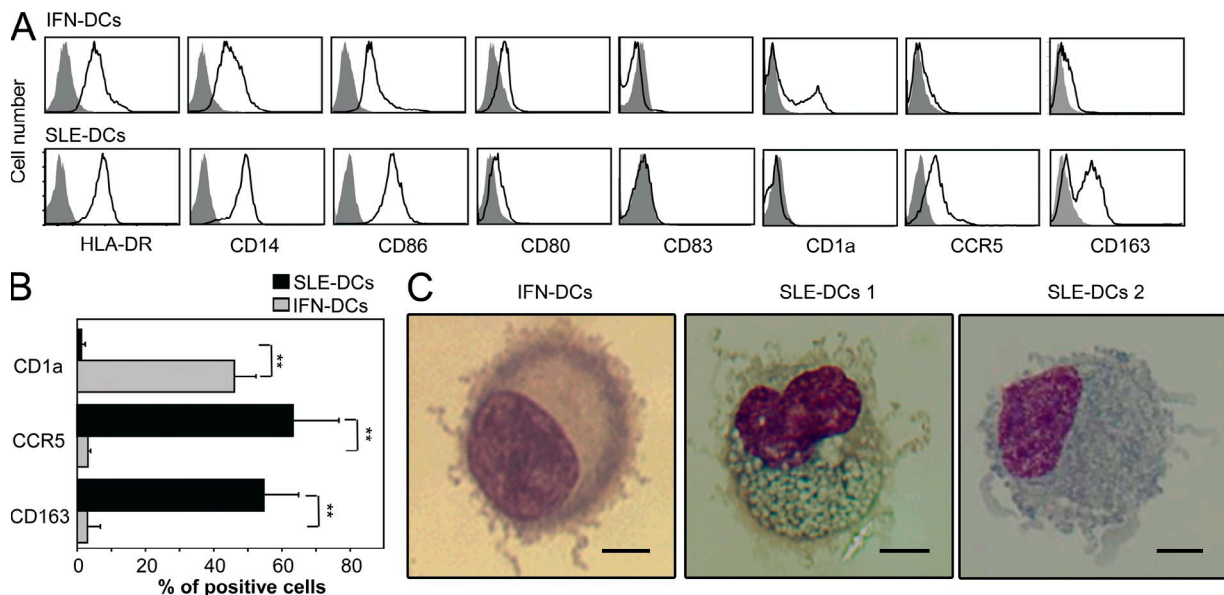 A
IFN-DCs
SLE-DCs
Cell number
HLA-DR CD14 CD86 CD80 CD83 CD1a CCR5 CD163
B
SLE-DCs
IFN-DCs
CD1a
**
CCR5
**
CD163
**
0 20 40 60 80
% of positive cells
C
IFN-DCs SLE-DCs 1 SLE-DCs 2